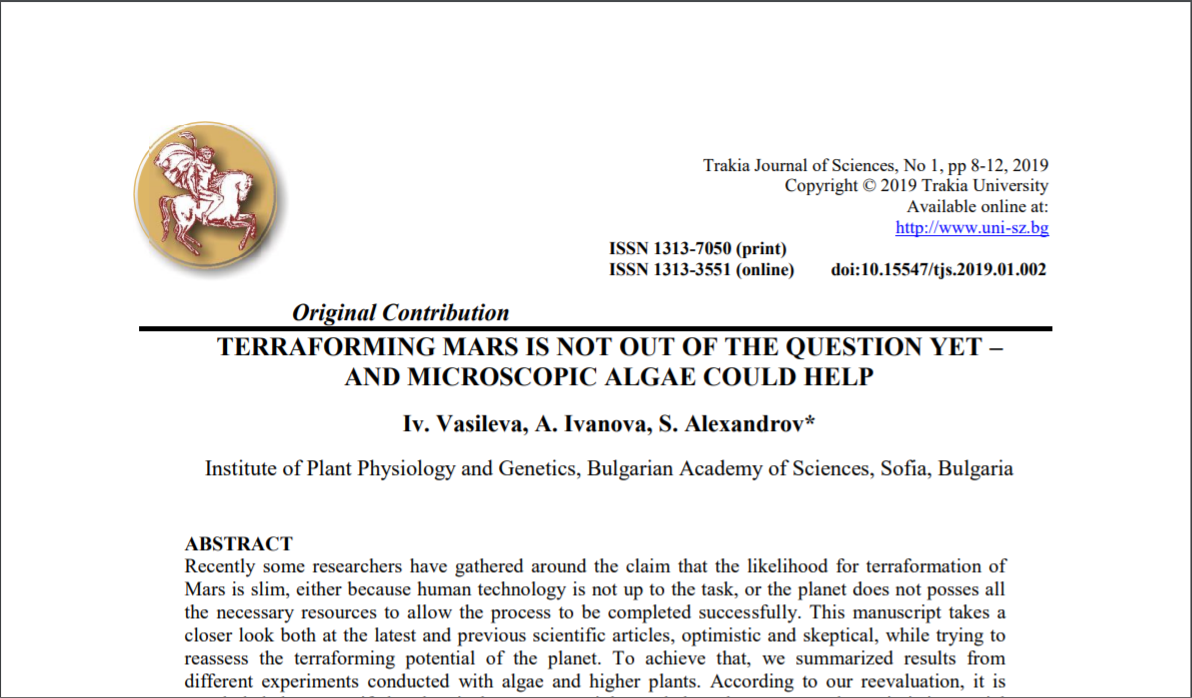 Trakia Journal of Sciences, No 1, pp 8-12, 2019
Copyright © 2019 Trakia University
Available online at:
http://www.uni-sz.bg
ISSN 1313-7050 (print)
ISSN 1313-3551 (online) doi:10.15547/tjs.2019.01.002
Original Contribution
TERRAFORMING MARS IS NOT OUT OF THE QUESTION YET –
AND MICROSCOPIC ALGAE COULD HELP
Iv. Vasileva, A. Ivanova, S. Alexandrov*
Institute of Plant Physiology and Genetics, Bulgarian Academy of Sciences, Sofia, Bulgaria
ABSTRACT
Recently some researchers have gathered around the claim that the likelihood for terraformation of
Mars is slim, either because human technology is not up to the task, or the planet does not posses all
the necessary resources to allow the process to be completed successfully. This manuscript takes a
closer look both at the latest and previous scientific articles, optimistic and skeptical, while trying to
reassess the terraforming potential of the planet. To achieve that, we summarized results from
different experiments conducted with algae and higher plants. According to our reevaluation, it is